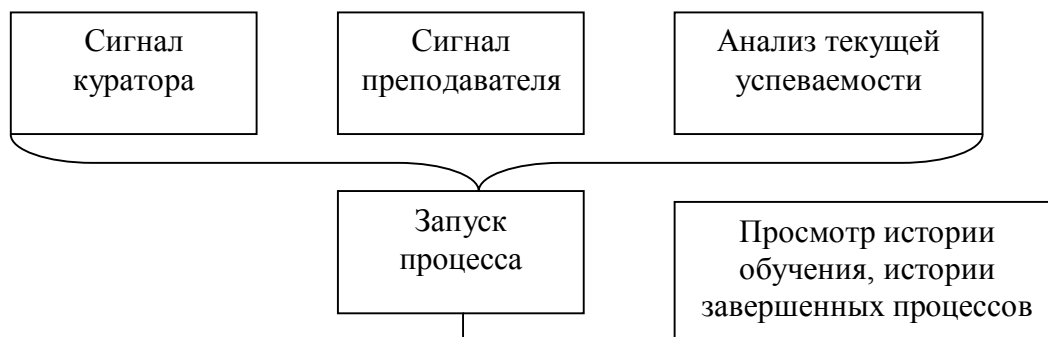 Сигнал
куратора
Сигнал
преподавателя
Анализ текущей
успеваемости
Запуск
процесса
Просмотр истории
обучения, истории
завершенных процессов